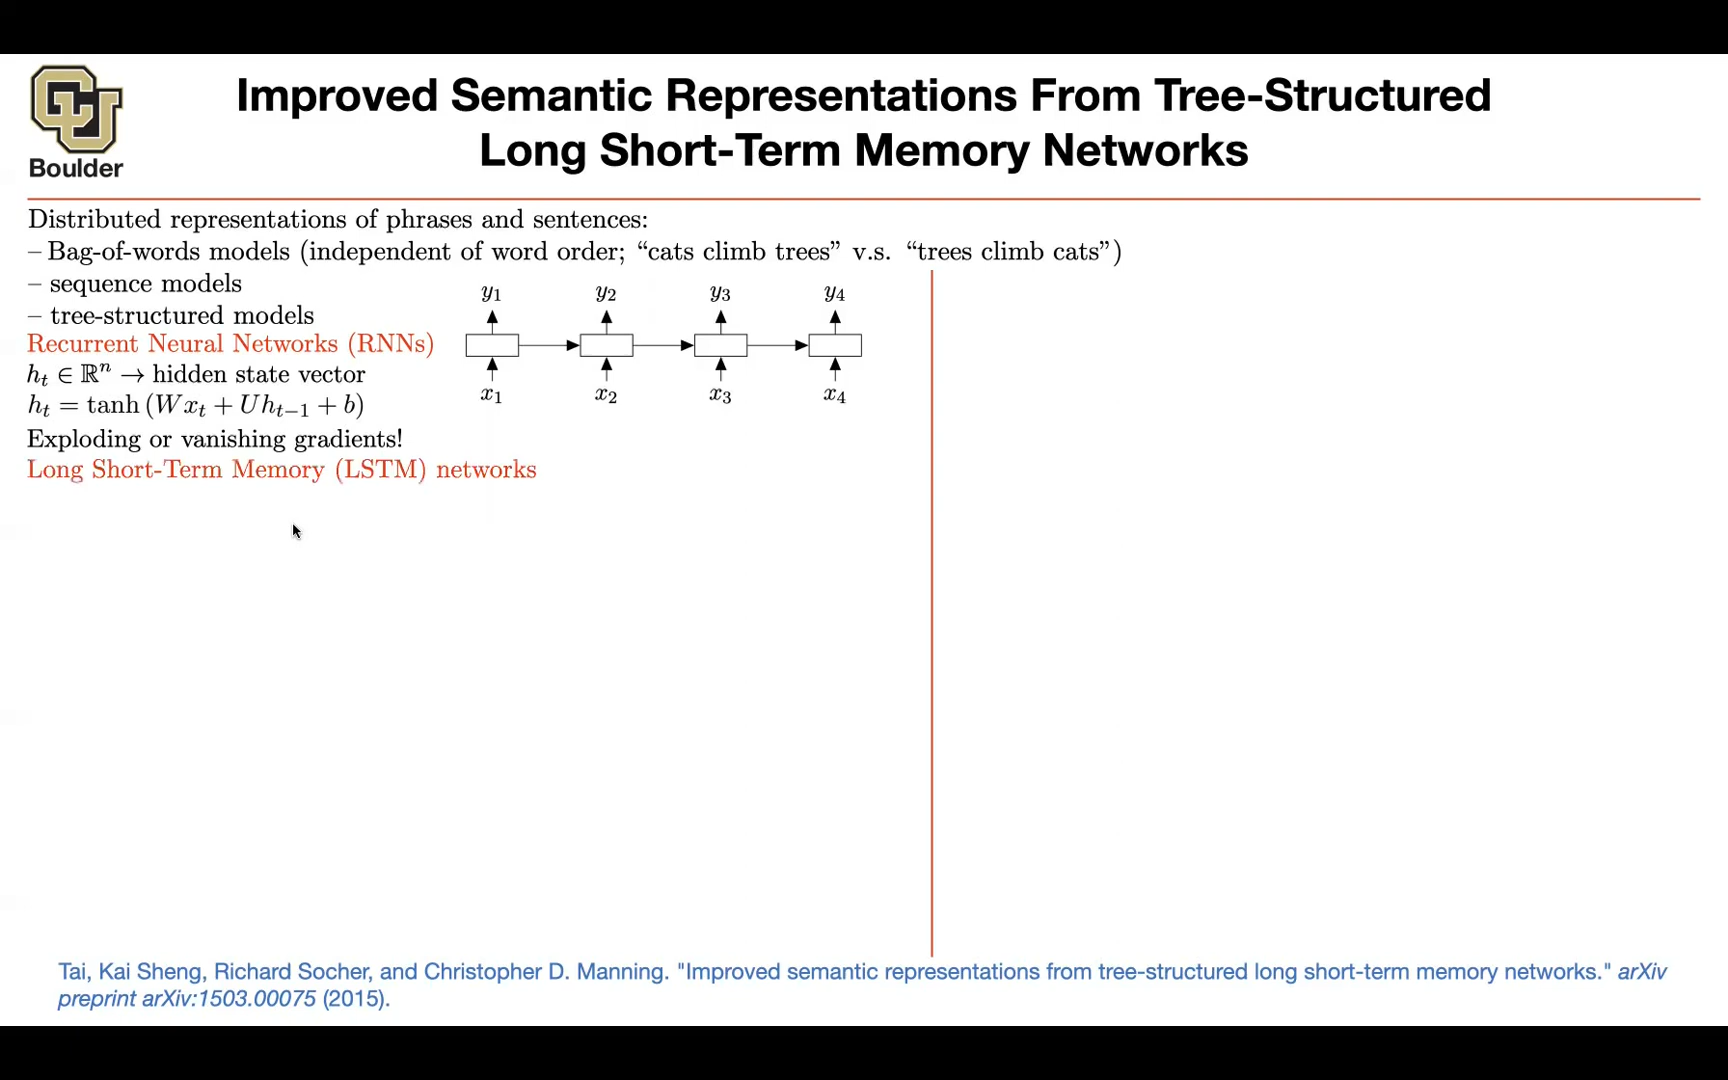 Boulder
Improved Semantic Representations From Tree-Structured
Long Short-Term Memory Networks
Distributed representations of phrases and sentences:
– Bag-of-words models (independent of word order; “cats climb trees” v.s. “trees climb cats”)
– sequence models
– tree-structured models
Recurrent Neural Networks (RNNs)
hₜ ∈ ℝⁿ → hidden state vector
hₜ = tanh (Wxₜ + Uhₜ₋₁ + b)
Exploding or vanishing gradients!
Long Short-Term Memory (LSTM) networks
y₁ y₂ y₃ y₄
x₁ x₂ x₃ x₄
Tai, Kai Sheng, Richard Socher, and Christopher D. Manning. "Improved semantic representations from tree-structured long short-term memory networks." arXiv
preprint arXiv:1503.00075 (2015).